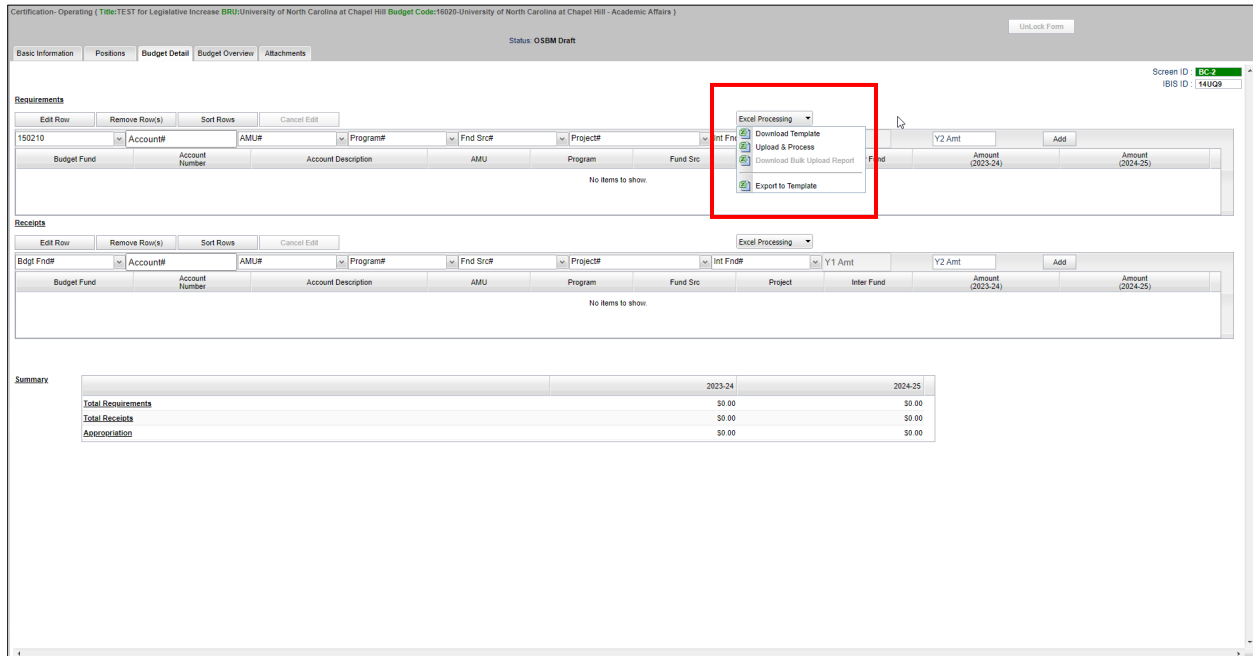 Certification- Operating ( Title:TEST for Legislative Increase BRU:University of North Carolina at Chapel Hill Budget Code:16020-University of North Carolina at Chapel Hill - Academic Affairs )
UnLock Form
Status: OSBM Draft
Basic Information Positions Budget Detail Budget Overview Attachments
Screen ID : BC-2
IBIS ID : 14UQ9
Requirements
Edit Row Remove Row(s) Sort Rows Cancel Edit Excel Processing
150210 Account# AMU# Program# Fnd Src# Project# Int Fnd Y2 Amt Add
Download Template
Upload & Process
Download Bulk Upload Report
Export to Template
Budget Fund Account Number Account Description AMU Program Fund Src Fund Amount (2023-24) Amount (2024-25)
No items to show.
Receipts
Edit Row Remove Row(s) Sort Rows Cancel Edit Excel Processing
Bdgt Fnd# Account# AMU# Program# Fnd Src# Project# Int Fnd# Y1 Amt Y2 Amt Add
Budget Fund Account Number Account Description AMU Program Fund Src Project Inter Fund Amount (2023-24) Amount (2024-25)
No items to show.
Summary
2023-24 2024-25
Total Requirements $0.00 $0.00
Total Receipts $0.00 $0.00
Appropriation $0.00 $0.00